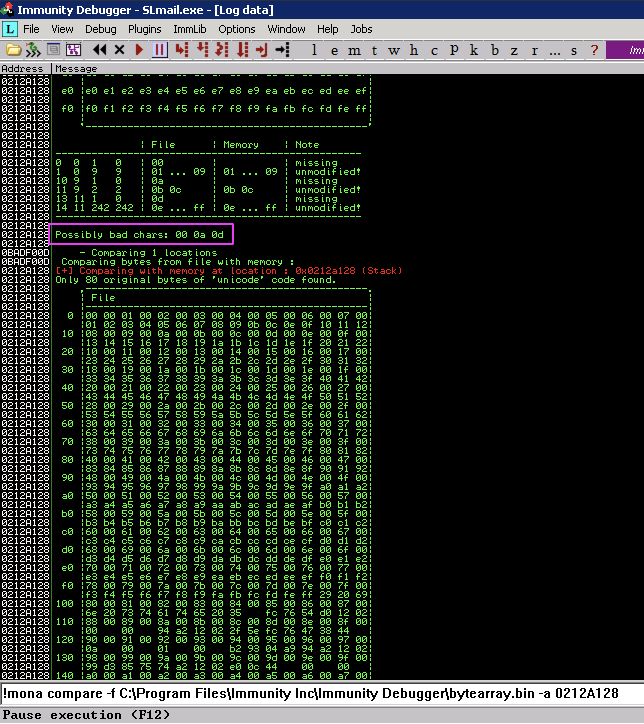 Immunity Debugger - SLmail.exe - [Log data]
L File View Debug Plugins ImmLib Options Window Help Jobs
l e m t w h c p k b z r ... s ?
Address Message
0212A128 e0 |e0 e1 e2 e3 e4 e5 e6 e7 e8 e9 ea eb ec ed ee ef|
0212A128 f0 |f0 f1 f2 f3 f4 f5 f6 f7 f8 f9 fa fb fc fd fe ff|
0212A128 | File | Memory | Note
0212A128 0 0 1 0 | 00 | | missing
0212A128 1 0 9 9 | 01 ... 09 | 01 ... 09 | unmodified!
0212A128 10 9 1 0 | 0a | | missing
0212A128 11 9 2 2 | 0b 0c | 0b 0c | unmodified!
0212A128 13 11 1 0 | 0d | | missing
0212A128 14 11 242 242 | 0e ... ff | 0e ... ff | unmodified!
0212A128 Possibly bad chars: 00 0a 0d
0BADF00D - Comparing 1 locations
0BADF00D Comparing bytes from file with memory :
0212A128 [+] Comparing with memory at location : 0x0212a128 (Stack)
0212A128 Only 80 original bytes of 'unicode' code found.
0212A128 | File
0212A128 0 |00 00 01 00 02 00 03 00 04 00 05 00 06 00 07 00|
0212A128 |01 02 03 04 05 06 07 08 09 0b 0c 0e 0f 10 11 12|
0212A128 10 |08 00 09 00 0a 00 0b 00 0c 00 0d 00 0e 00 0f 00|
0212A128 |13 14 15 16 17 18 19 1a 1b 1c 1d 1e 1f 20 21 22|
0212A128 20 |10 00 11 00 12 00 13 00 14 00 15 00 16 00 17 00|
0212A128 |23 24 25 26 27 28 29 2a 2b 2c 2d 2e 2f 30 31 32|
0212A128 30 |18 00 19 00 1a 00 1b 00 1c 00 1d 00 1e 00 1f 00|
0212A128 |33 34 35 36 37 38 39 3a 3b 3c 3d 3e 3f 40 41 42|
0212A128 40 |20 00 21 00 22 00 23 00 24 00 25 00 26 00 27 00|
0212A128 |43 44 45 46 47 48 49 4a 4b 4c 4d 4e 4f 50 51 52|
0212A128 50 |28 00 29 00 2a 00 2b 00 2c 00 2d 00 2e 00 2f 00|
0212A128 |53 54 55 56 57 58 59 5a 5b 5c 5d 5e 5f 60 61 62|
0212A128 60 |30 00 31 00 32 00 33 00 34 00 35 00 36 00 37 00|
0212A128 |63 64 65 66 67 68 69 6a 6b 6c 6d 6e 6f 70 71 72|
0212A128 70 |38 00 39 00 3a 00 3b 00 3c 00 3d 00 3e 00 3f 00|
0212A128 |73 74 75 76 77 78 79 7a 7b 7c 7d 7e 7f 80 81 82|
0212A128 80 |40 00 41 00 42 00 43 00 44 00 45 00 46 00 47 00|
0212A128 |83 84 85 86 87 88 89 8a 8b 8c 8d 8e 8f 90 91 92|
0212A128 90 |48 00 49 00 4a 00 4b 00 4c 00 4d 00 4e 00 4f 00|
0212A128 |93 94 95 96 97 98 99 9a 9b 9c 9d 9e 9f a0 a1 a2|
0212A128 a0 |50 00 51 00 52 00 53 00 54 00 55 00 56 00 57 00|
0212A128 |a3 a4 a5 a6 a7 a8 a9 aa ab ac ad ae af b0 b1 b2|
0212A128 b0 |58 00 59 00 5a 00 5b 00 5c 00 5d 00 5e 00 5f 00|
0212A128 |b3 b4 b5 b6 b7 b8 b9 ba bb bc bd be bf c0 c1 c2|
0212A128 c0 |60 00 61 00 62 00 63 00 64 00 65 00 66 00 67 00|
0212A128 |c3 c4 c5 c6 c7 c8 c9 ca cb cc cd ce cf d0 d1 d2|
0212A128 d0 |68 00 69 00 6a 00 6b 00 6c 00 6d 00 6e 00 6f 00|
0212A128 |d3 d4 d5 d6 d7 d8 d9 da db dc dd de df e0 e1 e2|
0212A128 e0 |70 00 71 00 72 00 73 00 74 00 75 00 76 00 77 00|
0212A128 |e3 e4 e5 e6 e7 e8 e9 ea eb ec ed ee ef f0 f1 f2|
0212A128 f0 |78 00 79 00 7a 00 7b 00 7c 00 7d 00 7e 00 7f 00|
0212A128 |f3 f4 f5 f6 f7 f8 f9 fa fb fc fd fe ff 29 20 69|
0212A128 100 |80 00 81 00 82 00 83 00 84 00 85 00 86 00 87 00|
0212A128 |6e 20 73 74 61 74 65 20 35 fc 76 54 d0 12 02|
0212A128 110 |88 00 89 00 8a 00 8b 00 8c 00 8d 00 8e 00 8f 00|
0212A128 |00 00 94 a2 12 02 2f 5e fc 76 47 38 44|
0212A128 120 |90 00 91 00 92 00 93 00 94 00 95 00 96 00 97 00|
0212A128 |0a 00 01 00 b2 93 04 a9 94 a2 12 02|
0212A128 130 |98 00 99 00 9a 00 9b 00 9c 00 9d 00 9e 00 9f 00|
0212A128 |99 d3 85 75 74 a2 12 02 e0 0c 44 00 00|
0212A128 140 |a0 00 a1 00 a2 00 a3 00 a4 00 a5 00 a6 00 a7 00|
!mona compare -f C:\Program Files\Immunity Inc\Immunity Debugger\bytearray.bin -a 0212A128
Pause execution (F12)